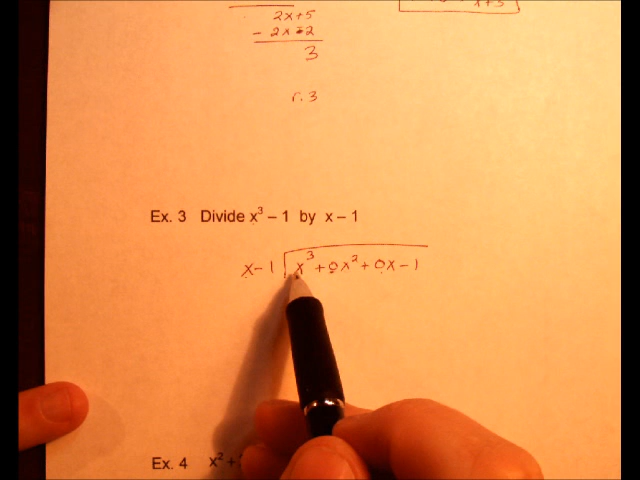 2x+5
x+5
- 2x-2
3
r. 3
Ex. 3 Divide x³ – 1 by x – 1
x-1 x³ + 0x² + 0x - 1
Ex. 4 x² +